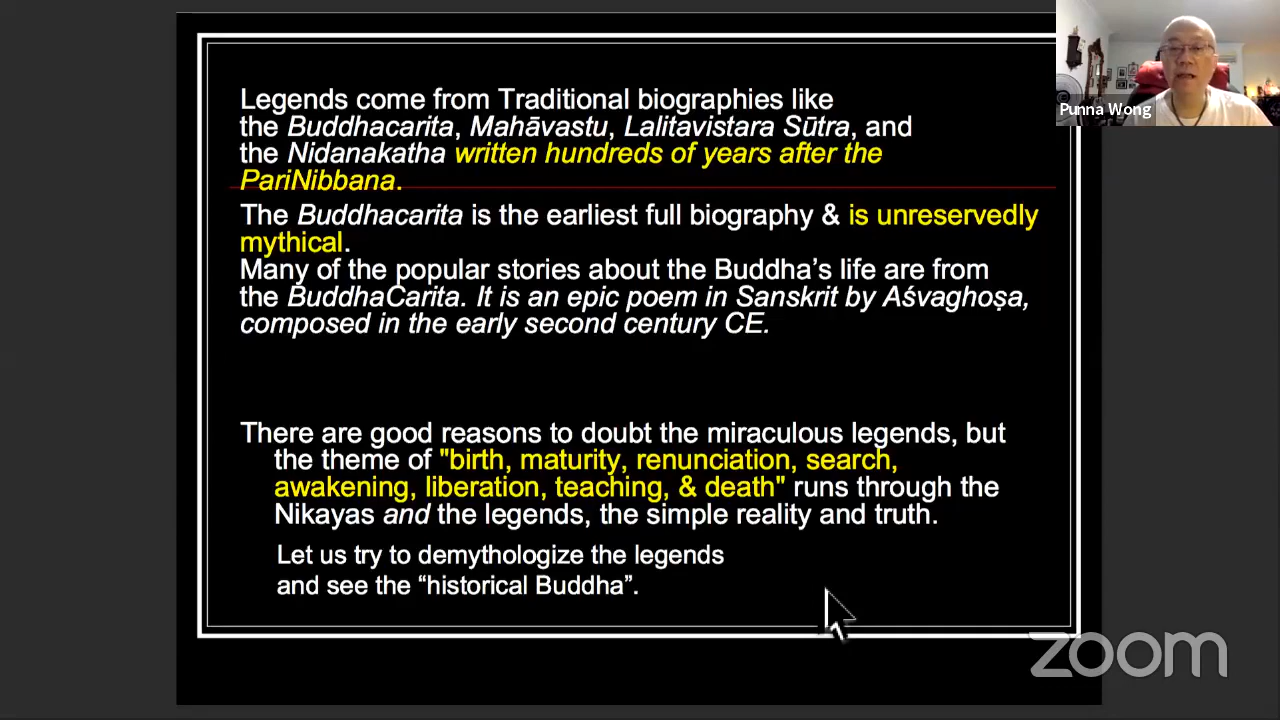 Legends come from Traditional biographies like
the Buddhacarita, Mahāvastu, Lalitavistara Sūtra, and
the Nidanakatha written hundreds of years after the
PariNibbana.
The Buddhacarita is the earliest full biography & is unreservedly
mythical.
Many of the popular stories about the Buddha’s life are from
the BuddhaCarita. It is an epic poem in Sanskrit by Aśvaghoṣa,
composed in the early second century CE.
There are good reasons to doubt the miraculous legends, but
the theme of "birth, maturity, renunciation, search,
awakening, liberation, teaching, & death" runs through the
Nikayas and the legends, the simple reality and truth.
Let us try to demythologize the legends
and see the “historical Buddha”.
Punna Wong
zoom